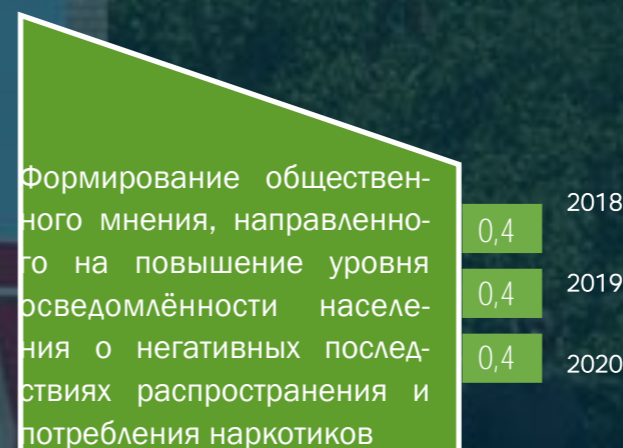 Формирование обществен-
ного мнения, направленно-
го на повышение уровня
осведомлённости населе-
ния о негативных послед-
ствиях распространения и
потребления наркотиков
0,4 2018
0,4 2019
0,4 2020